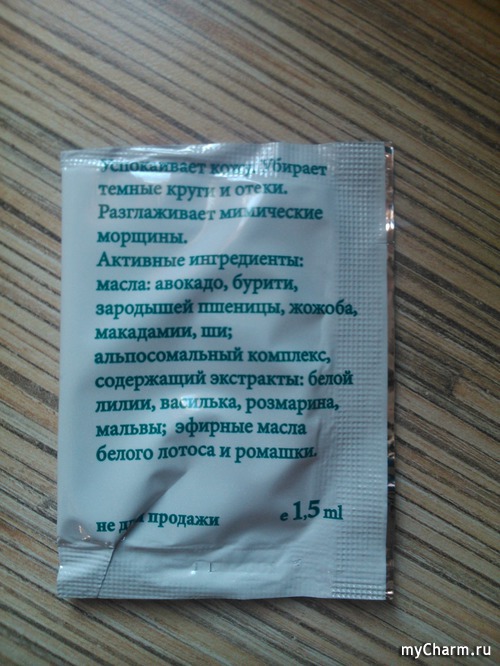 Успокаивает кожу. Убирает
темные круги и отеки.
Разглаживает мимические
морщины.
Активные ингредиенты:
масла: авокадо, бурити,
зародышей пшеницы, жожоба,
макадамии, ши;
альпосомальный комплекс,
содержащий экстракты: белой
лилии, василька, розмарина,
мальвы; эфирные масла
белого лотоса и ромашки.
не для продажи e 1,5 ml
myCharm.ru